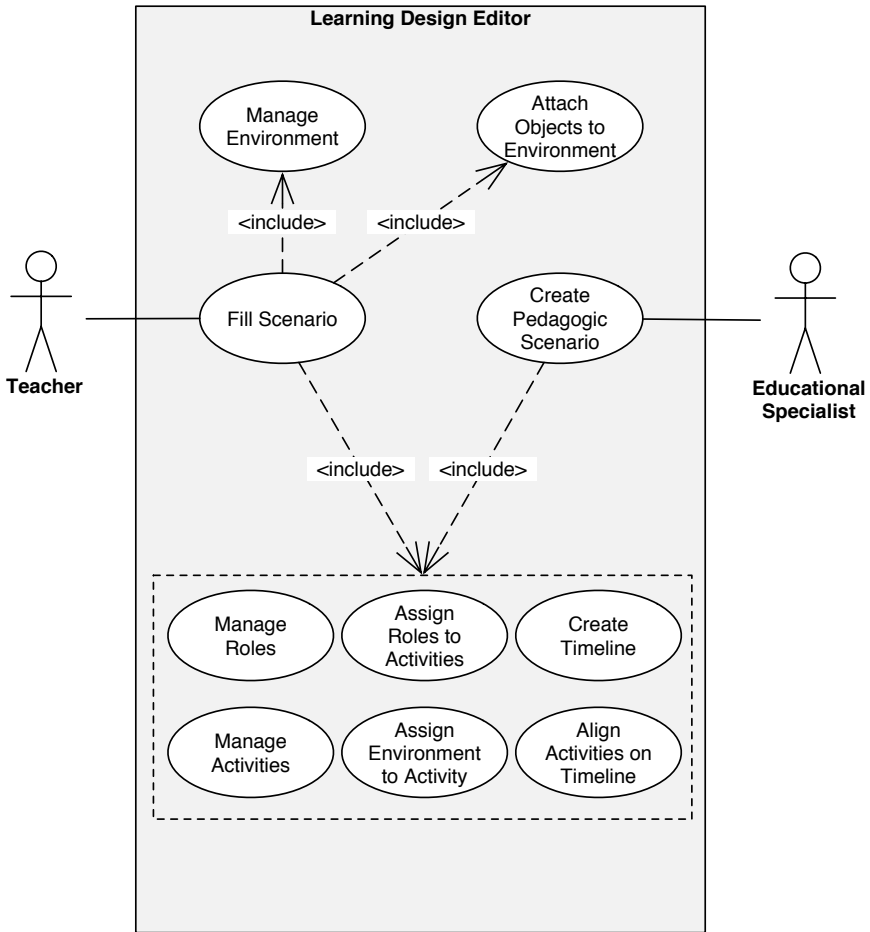 Learning Design Editor
Manage
Environment
Attach
Objects to
Environment
<include>
<include>
Fill Scenario
Create
Pedagogic
Scenario
Teacher
Educational
Specialist
<include>
<include>
Manage
Roles
Assign
Roles to
Activities
Create
Timeline
Manage
Activities
Assign
Environment
to Activity
Align
Activities on
Timeline